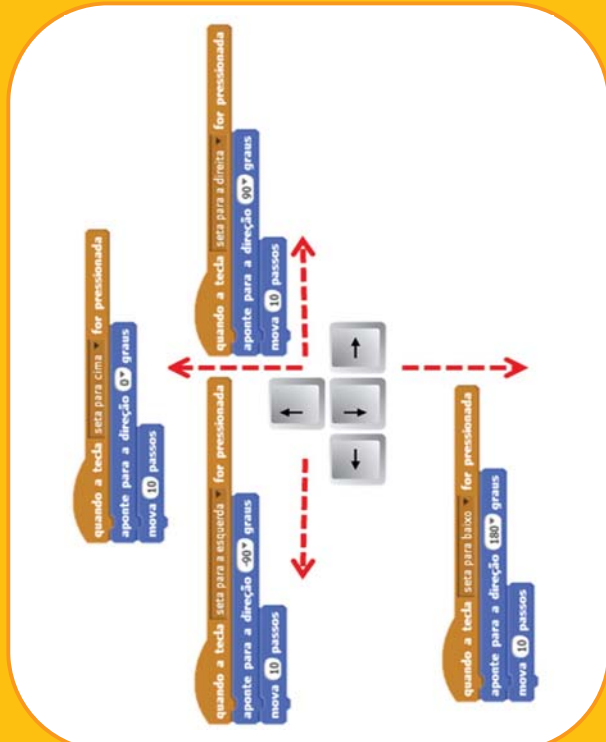 quando a tecla seta para cima for pressionada
aponte para a direção 0 graus
mova 10 passos
quando a tecla seta para a esquerda for pressionada
aponte para a direção -90 graus
mova 10 passos
quando a tecla seta para a direita for pressionada
aponte para a direção 90 graus
mova 10 passos
quando a tecla seta para baixo for pressionada
aponte para a direção 180 graus
mova 10 passos